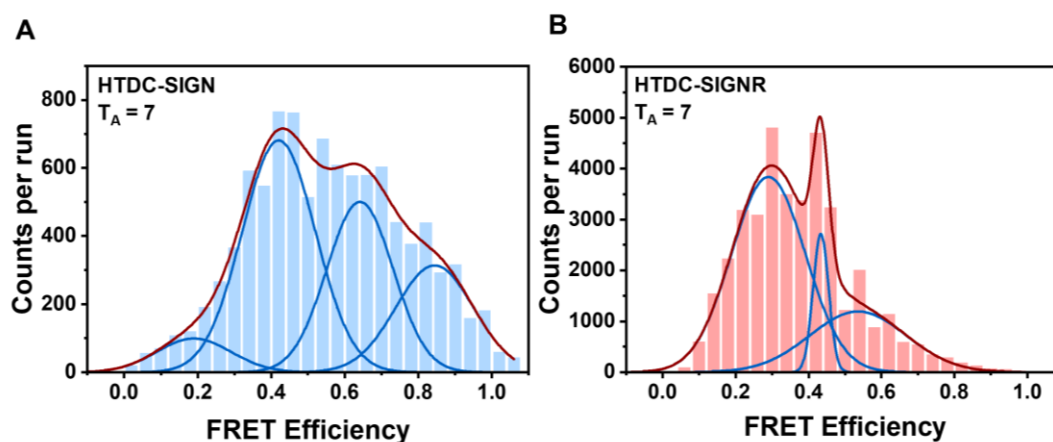 A
HTDC-SIGN
T_A = 7
Counts per run
800
600
400
200
0
0.0 0.2 0.4 0.6 0.8 1.0
FRET Efficiency
B
HTDC-SIGNR
T_A = 7
Counts per run
6000
5000
4000
3000
2000
1000
0
0.0 0.2 0.4 0.6 0.8 1.0
FRET Efficiency